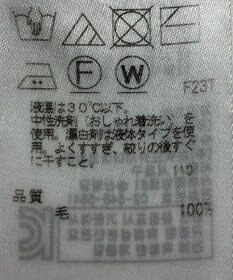 F W
F237
液温は30℃以下。
中性洗剤（おしゃれ着洗い）を
使用。漂白剤は液体タイプを使
用。よくすすぎ、絞りの後すぐ
に干すこと。
品質
毛 100%